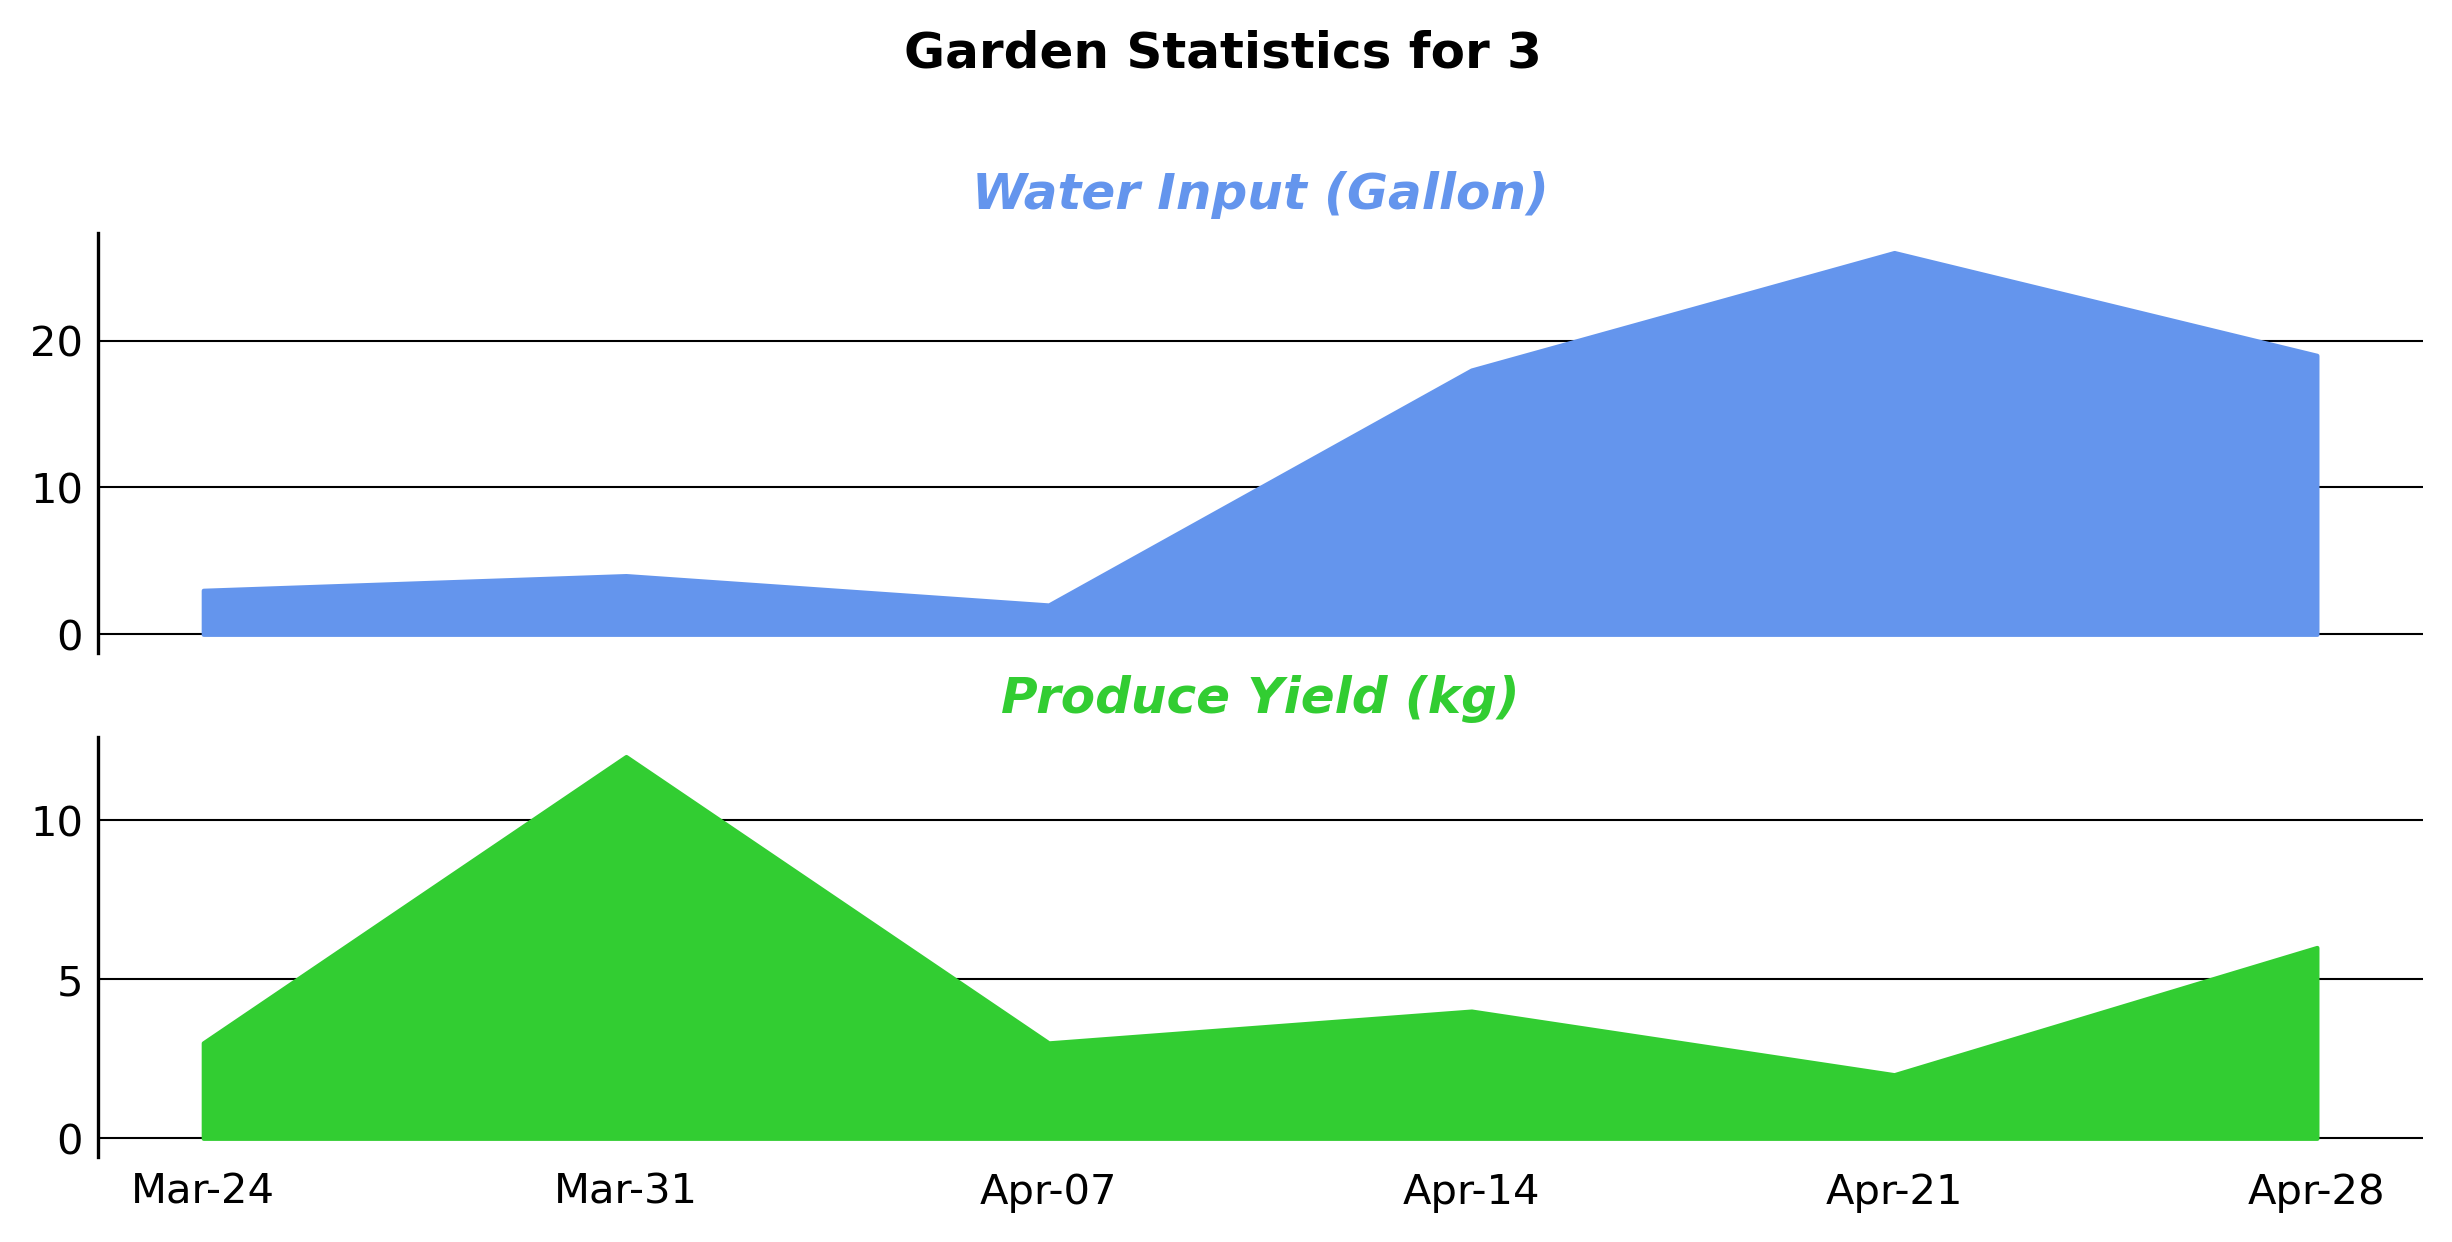 Garden Statistics for 3
Water Input (Gallon)
20
10
0
Produce Yield (kg)
10
5
0
Mar-24 Mar-31 Apr-07 Apr-14 Apr-21 Apr-28